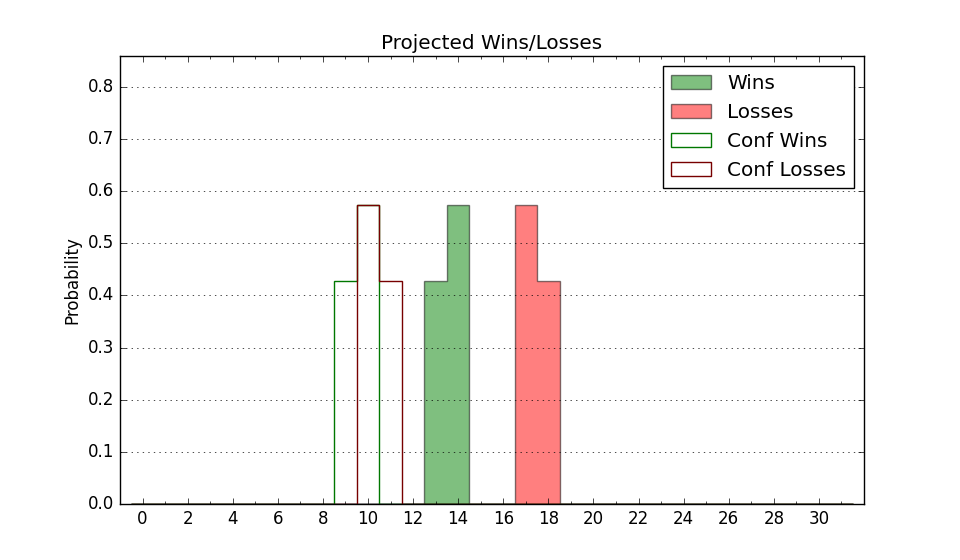 Projected Wins/Losses
Wins
Losses
Conf Wins
Conf Losses
Probability
0.8
0.7
0.6
0.5
0.4
0.3
0.2
0.1
0.0
0 2 4 6 8 10 12 14 16 18 20 22 24 26 28 30